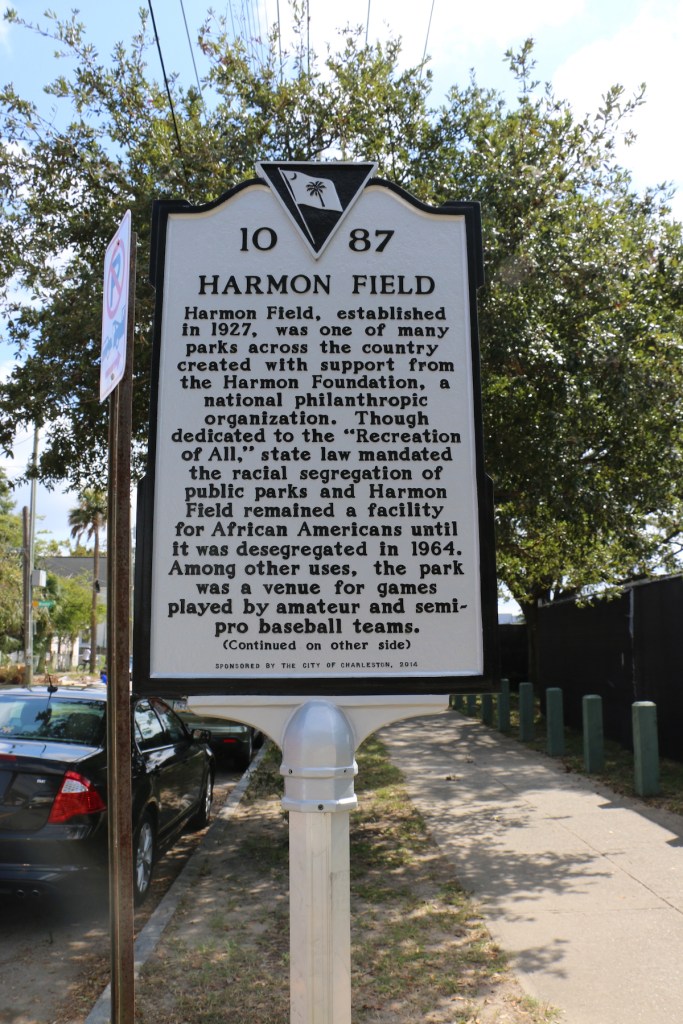 10 87
HARMON FIELD
Harmon Field, established
in 1927, was one of many
parks across the country
created with support from
the Harmon Foundation, a
national philanthropic
organization. Though
dedicated to the "Recreation
of All," state law mandated
the racial segregation of
public parks and Harmon
Field remained a facility
for African Americans until
it was desegregated in 1964.
Among other uses, the park
was a venue for games
played by amateur and semi-
pro baseball teams.
(Continued on other side)
SPONSORED BY THE CITY OF CHARLESTON, 2016